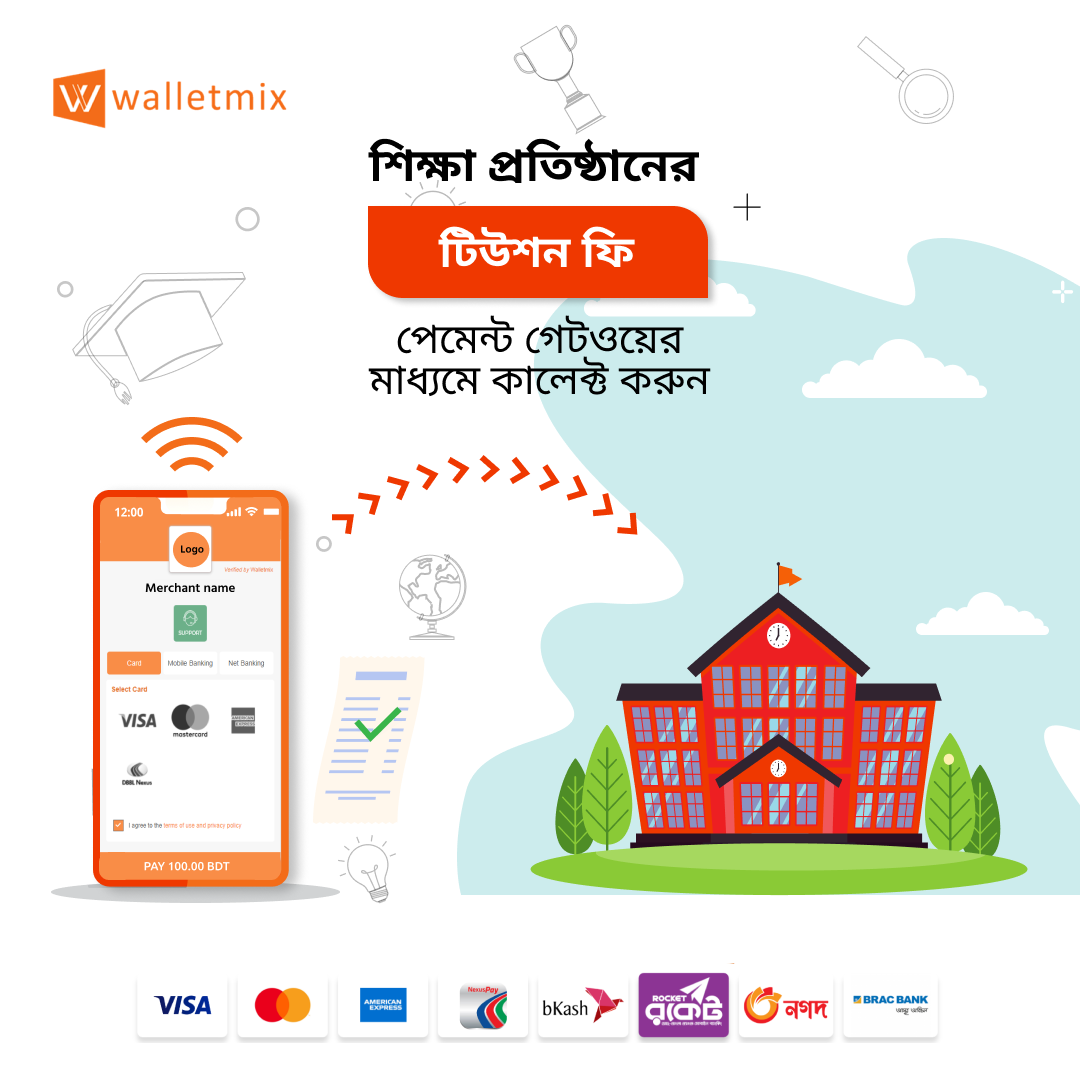 walletmix
শিক্ষা প্রতিষ্ঠানের
টিউশন ফি
পেমেন্ট গেটওয়ের
মাধ্যমে কালেক্ট করুন
12:00
Logo
Verified by Walletmix
Merchant name
SUPPORT
Card Mobile Banking Net Banking
Select Card
VISA mastercard AMERICAN EXPRESS
DBBL Nexus
I agree to the terms of use and privacy policy
PAY 100.00 BDT
VISA
AMERICAN EXPRESS
NexusPay
bKash
ROCKET
রকেট
নগদ
BRAC BANK